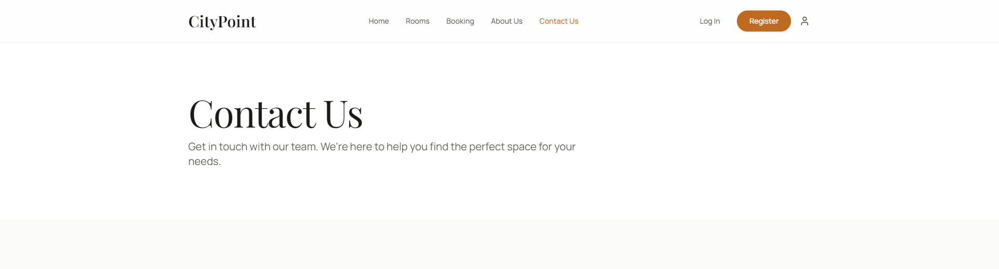 CityPoint
Home Rooms Booking About Us Contact Us
Log In Register
Contact Us
Get in touch with our team. We're here to help you find the perfect space for your
needs.